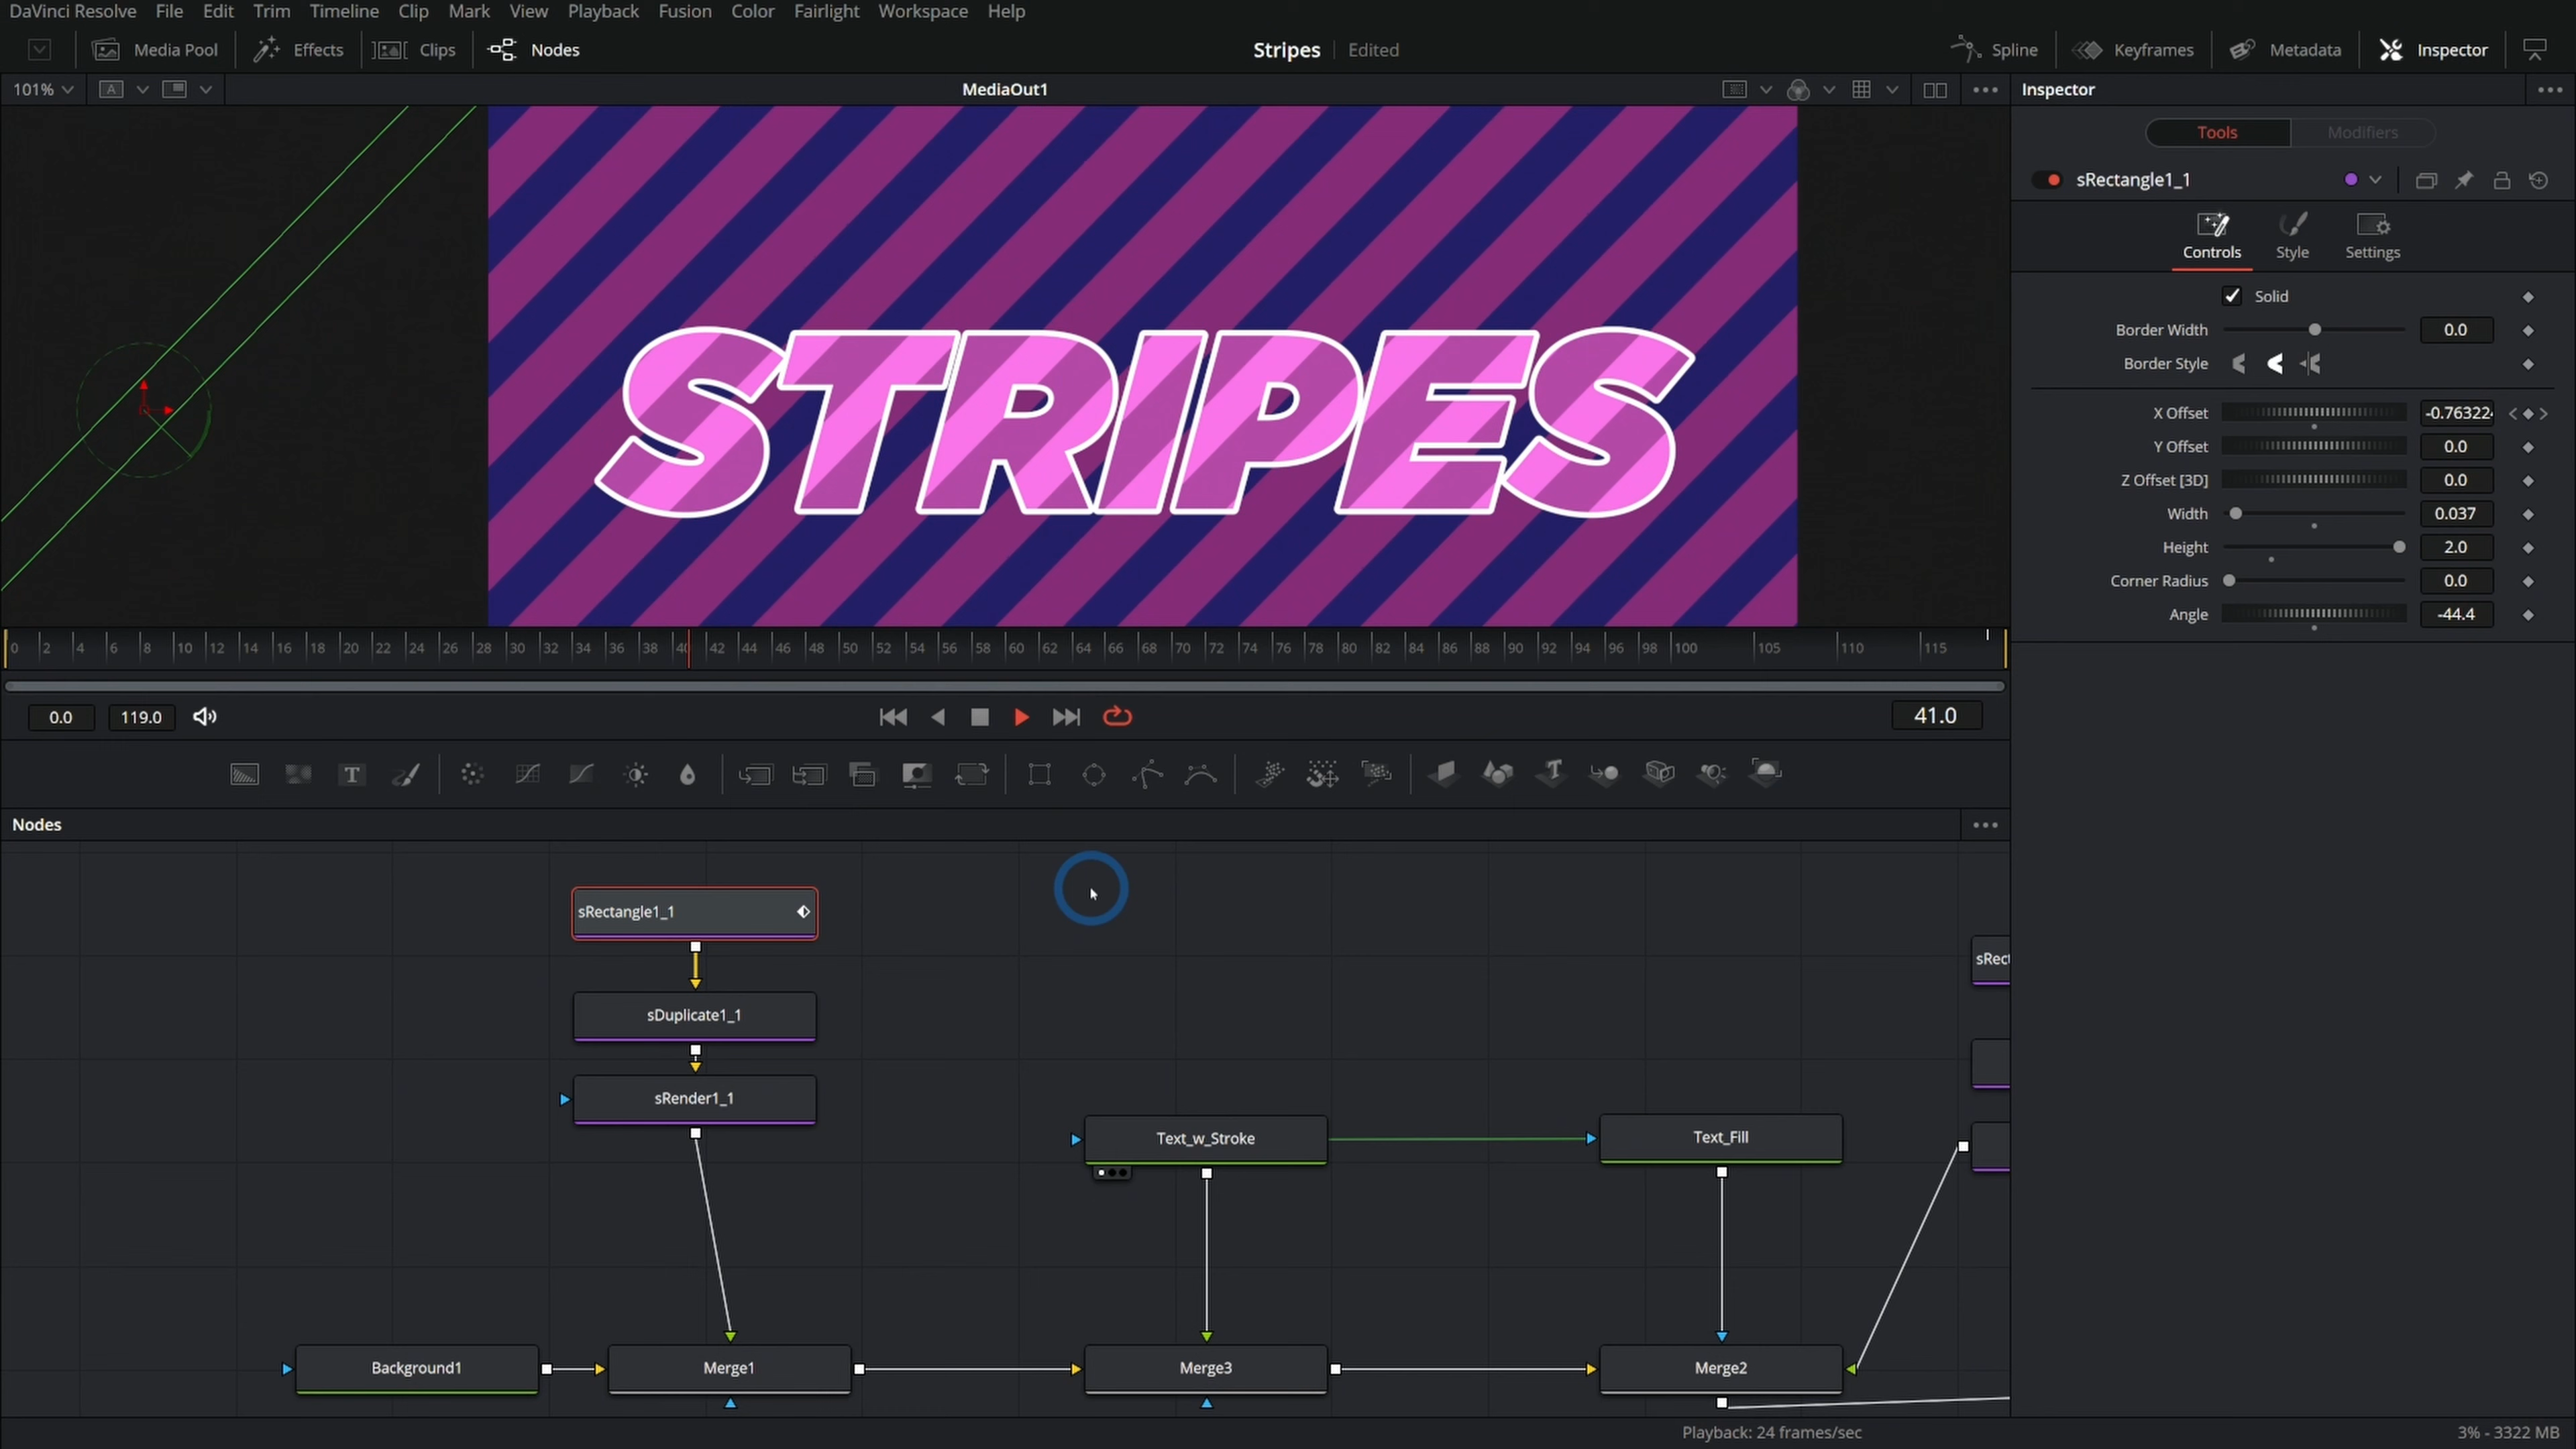 DaVinci Resolve File Edit Trim Timeline Clip Mark View Playback Fusion Color Fairlight Workspace Help
Media Pool Effects Clips Nodes Stripes Edited Spline Keyframes Metadata Inspector
101% A MediaOut1 Inspector
Tools Modifiers
sRectangle1_1
Controls Style Settings
Solid
Border Width 0.0
Border Style
X Offset -0.76322
Y Offset 0.0
Z Offset [3D] 0.0
Width 0.037
Height 2.0
Corner Radius 0.0
Angle -44.4
STRIPES
0 2 4 6 8 10 12 14 16 18 20 22 24 26 28 30 32 34 36 38 40 42 44 46 48 50 52 54 56 58 60 62 64 66 68 70 72 74 76 78 80 82 84 86 88 90 92 94 96 98 100 105 110 115
0.0 119.0 41.0
T T
Nodes
sRectangle1_1
sRect
sDuplicate1_1
sRender1_1
Text_w_Stroke Text_Fill
Background1 Merge1 Merge3 Merge2
Playback: 24 frames/sec 3% - 3322 MB